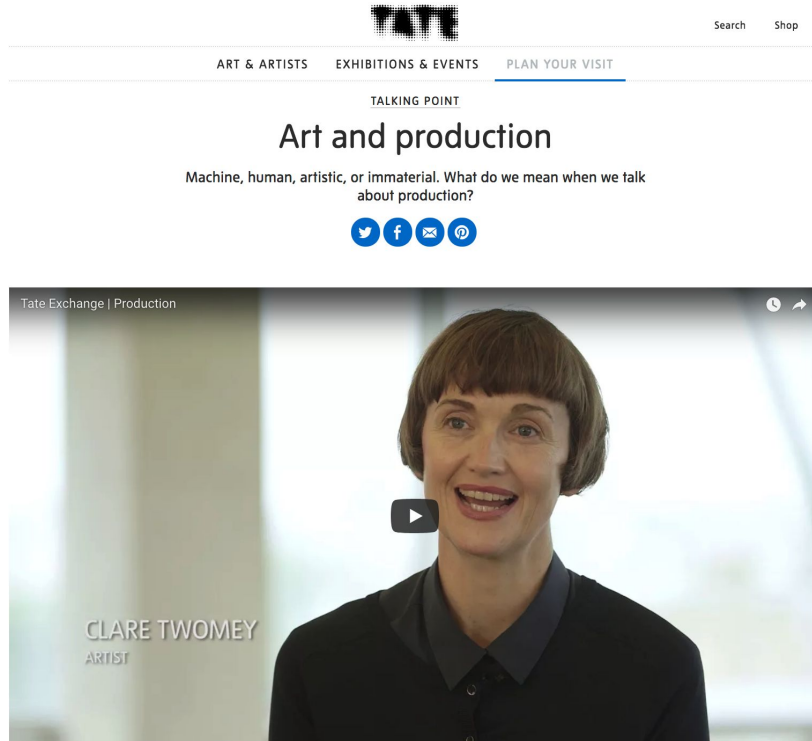 TATE
Search Shop
ART & ARTISTS EXHIBITIONS & EVENTS PLAN YOUR VISIT
TALKING POINT
Art and production
Machine, human, artistic, or immaterial. What do we mean when we talk
about production?
Tate Exchange | Production
CLARE TWOMEY
ARTIST